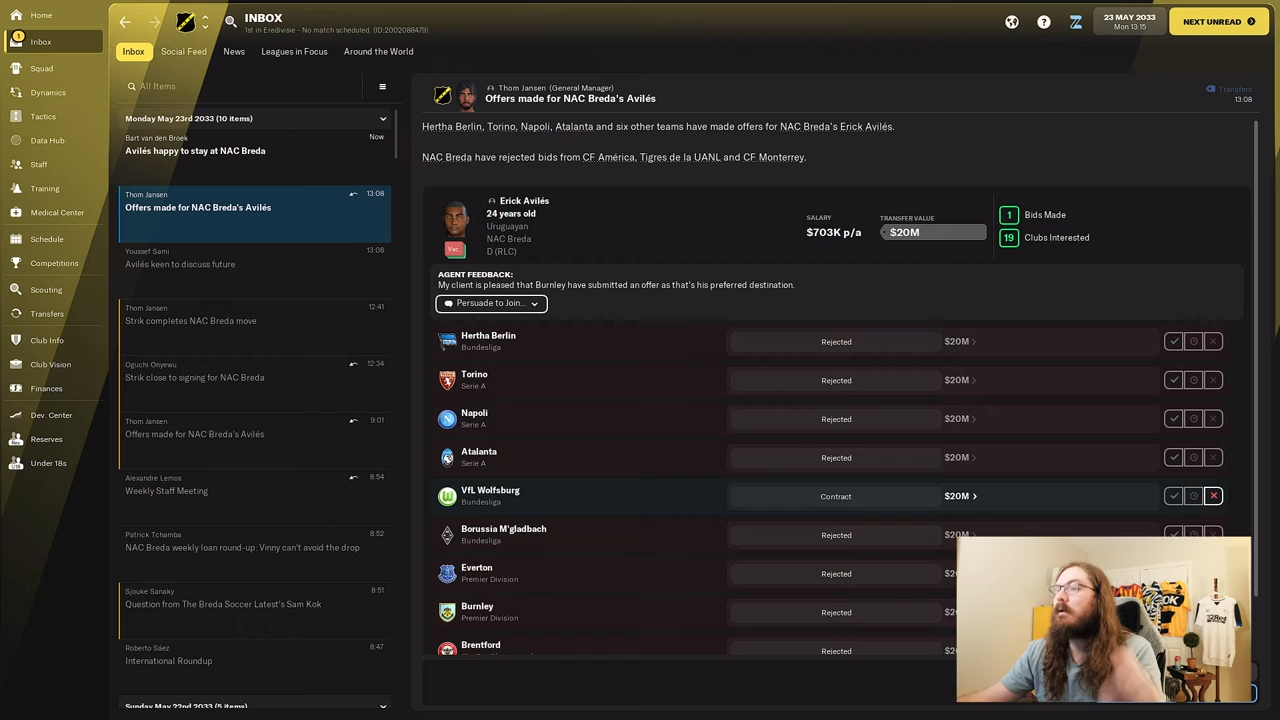 Home
INBOX
1st in Eredivisie - No match scheduled. (ID:2002088479)
23 MAY 2033
Mon 13:15
NEXT UNREAD
1
Inbox
Squad
Dynamics
Tactics
Data Hub
Staff
Training
Medical Center
Schedule
Competitions
Scouting
Transfers
Club Info
Club Vision
Finances
Dev. Center
Reserves
Under 18s
Inbox
Social Feed
News
Leagues in Focus
Around the World
All Items
Monday May 23rd 2033 (10 items)
Bart van den Broek
Now
Avilés happy to stay at NAC Breda
Thom Jansen
13:08
Offers made for NAC Breda's Avilés
Youssef Sami
13:08
Avilés keen to discuss future
Thom Jansen
12:41
Strik completes NAC Breda move
Oguchi Onyewu
12:34
Strik close to signing for NAC Breda
Thom Jansen
9:01
Offers made for NAC Breda's Avilés
Alexandre Lemos
8:54
Weekly Staff Meeting
Patrick Tchamba
8:52
NAC Breda weekly loan round-up: Vinny can't avoid the drop
Sjouke Sanaky
8:51
Question from The Breda Soccer Latest's Sam Kok
Roberto Sáez
8:47
International Roundup
Sunday May 22nd 2033 (5 items)
Thom Jansen (General Manager)
Offers made for NAC Breda's Avilés
Transfers
13:08
Hertha Berlin, Torino, Napoli, Atalanta and six other teams have made offers for NAC Breda's Erick Avilés.
NAC Breda have rejected bids from CF América, Tigres de la UANL and CF Monterrey.
Erick Avilés
24 years old
Uruguayan
NAC Breda
D (RLC)
Vac
SALARY
$703K p/a
TRANSFER VALUE
$20M
1 Bids Made
19 Clubs Interested
AGENT FEEDBACK:
My client is pleased that Burnley have submitted an offer as that's his preferred destination.
Persuade to Join...
Hertha Berlin
Bundesliga
Rejected
$20M
Torino
Serie A
Rejected
$20M
Napoli
Serie A
Rejected
$20M
Atalanta
Serie A
Rejected
$20M
VfL Wolfsburg
Bundesliga
Contract
$20M
Borussia M'gladbach
Bundesliga
Rejected
Everton
Premier Division
Rejected
Burnley
Premier Division
Rejected
Brentford
Rejected